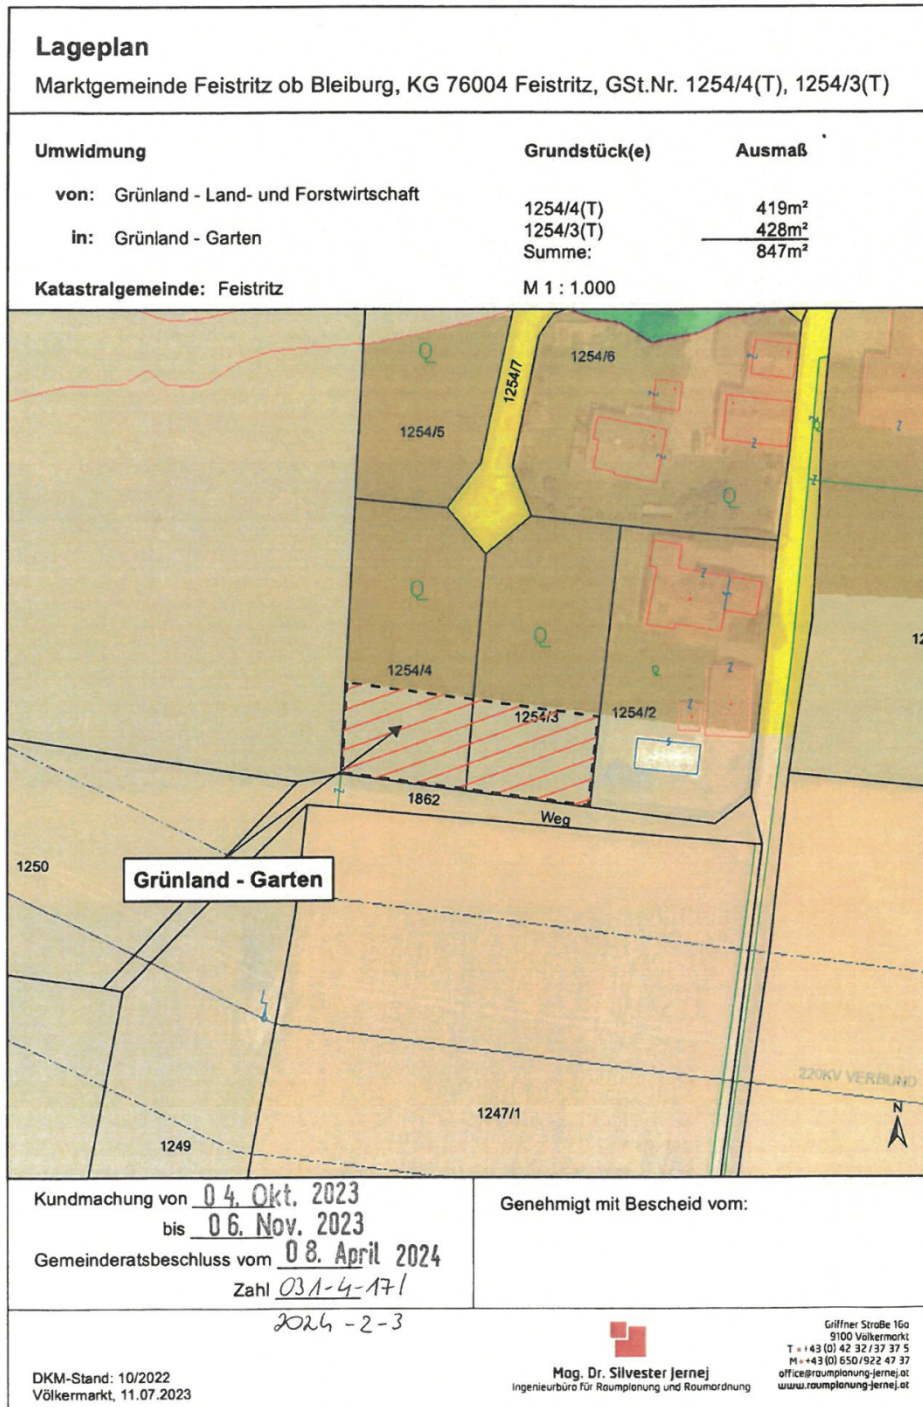 Lageplan
Marktgemeinde Feistritz ob Bleiburg, KG 76004 Feistritz, GSt.Nr. 1254/4(T), 1254/3(T)
Umwidmung
Grundstück(e)
Ausmaß
von: Grünland - Land- und Forstwirtschaft
1254/4(T) 419m²
in: Grünland - Garten
1254/3(T) 428m²
Summe: 847m²
Katastralgemeinde: Feistritz
M 1 : 1.000
1254/7
1254/6
1254/5
1254/4
1254/3
1254/2
1862
Weg
1250
Grünland - Garten
220KV VERBUND
N
1247/1
1249
Kundmachung von 04. Okt. 2023
bis 06. Nov. 2023
Gemeinderatsbeschluss vom 08. April 2024
Zahl 031-4-17/
2024-2-3
Genehmigt mit Bescheid vom:
DKM-Stand: 10/2022
Völkermarkt, 11.07.2023
Mag. Dr. Silvester Jernej
Ingenieurbüro für Raumplanung und Raumordnung
Griffner Straße 16a
9100 Völkermarkt
T • +43 (0) 42 32 / 37 37 5
M • +43 (0) 650 / 922 47 37
office@raumplanung-jernej.at
www.raumplanung-jernej.at